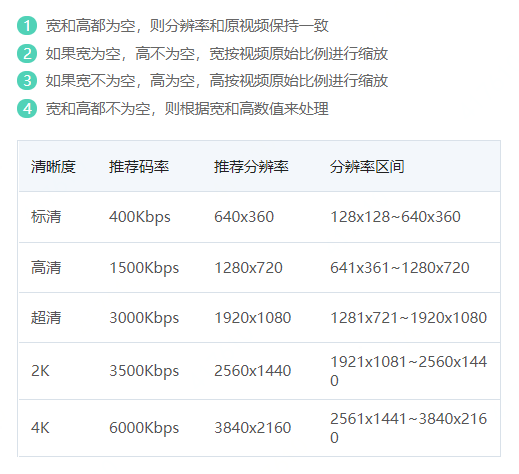 1 宽和高都为空，则分辨率和原视频保持一致
2 如果宽为空，高不为空，宽按视频原始比例进行缩放
3 如果宽不为空，高为空，高按视频原始比例进行缩放
4 宽和高都不为空，则根据宽和高数值来处理
清晰度 推荐码率 推荐分辨率 分辨率区间
标清 400Kbps 640x360 128x128~640x360
高清 1500Kbps 1280x720 641x361~1280x720
超清 3000Kbps 1920x1080 1281x721~1920x1080
2K 3500Kbps 2560x1440 1921x1081~2560x144
0
4K 6000Kbps 3840x2160 2561x1441~3840x216
0